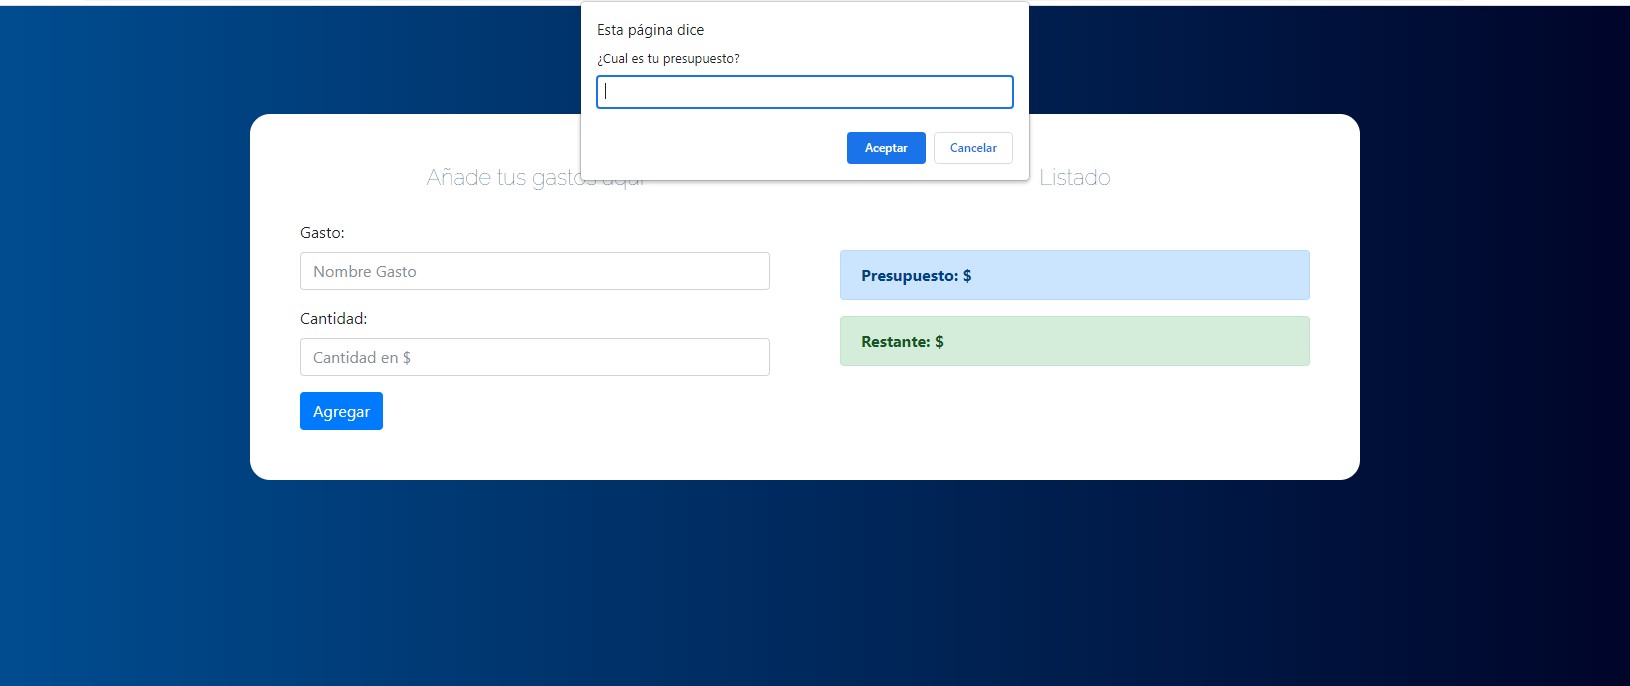 Esta página dice
¿Cual es tu presupuesto?
Aceptar
Cancelar
Añade tus gastos aquí
Listado
Gasto:
Nombre Gasto
Cantidad:
Cantidad en $
Agregar
Presupuesto: $
Restante: $